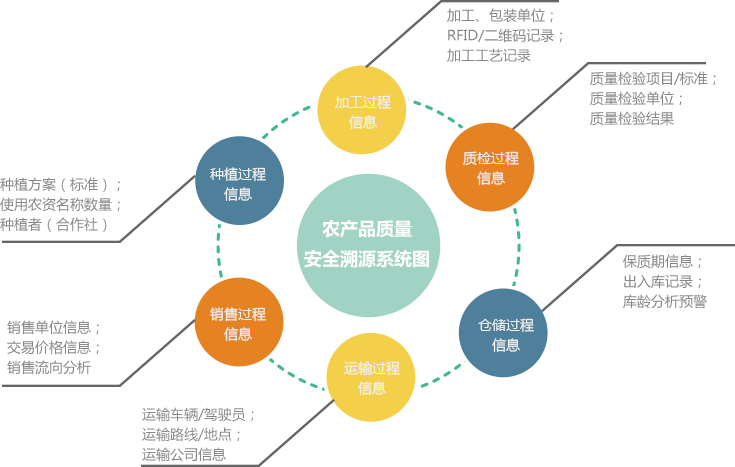 加工、包装单位；
RFID/二维码记录；
加工工艺记录
加工过程
信息
质量检验项目/标准；
质量检验单位；
质量检验结果
质检过程
信息
种植过程
信息
种植方案（标准）；
使用农资名称数量；
种植者（合作社）
农产品质量
安全溯源系统图
保质期信息；
出入库记录；
库龄分析预警
仓储过程
信息
销售过程
信息
销售单位信息；
交易价格信息；
销售流向分析
运输过程
信息
运输车辆/驾驶员；
运输路线/地点；
运输公司信息